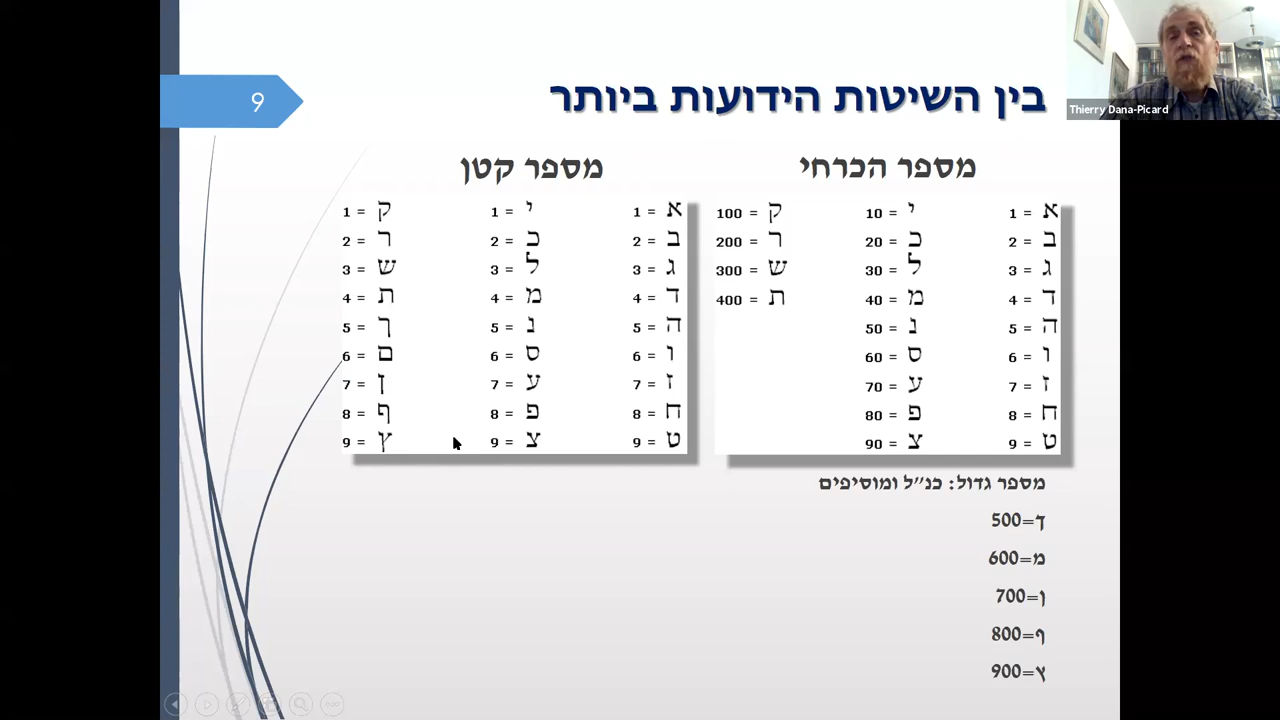 9
בין השיטות הידועות ביותר
Thierry Dana-Picard
מספר הכרחי
א = 1 י = 10 ק = 100
ב = 2 כ = 20 ר = 200
ג = 3 ל = 30 ש = 300
ד = 4 מ = 40 ת = 400
ה = 5 נ = 50
ו = 6 ס = 60
ז = 7 ע = 70
ח = 8 פ = 80
ט = 9 צ = 90
מספר קטן
א = 1 י = 1 ק = 1
ב = 2 כ = 2 ר = 2
ג = 3 ל = 3 ש = 3
ד = 4 מ = 4 ת = 4
ה = 5 נ = 5 ך = 5
ו = 6 ס = 6 ם = 6
ז = 7 ע = 7 ן = 7
ח = 8 פ = 8 ף = 8
ט = 9 צ = 9 ץ = 9
מספר גדול: כנ״ל ומוסיפים
ך=500
מ=600
ן=700
ף=800
ץ=900